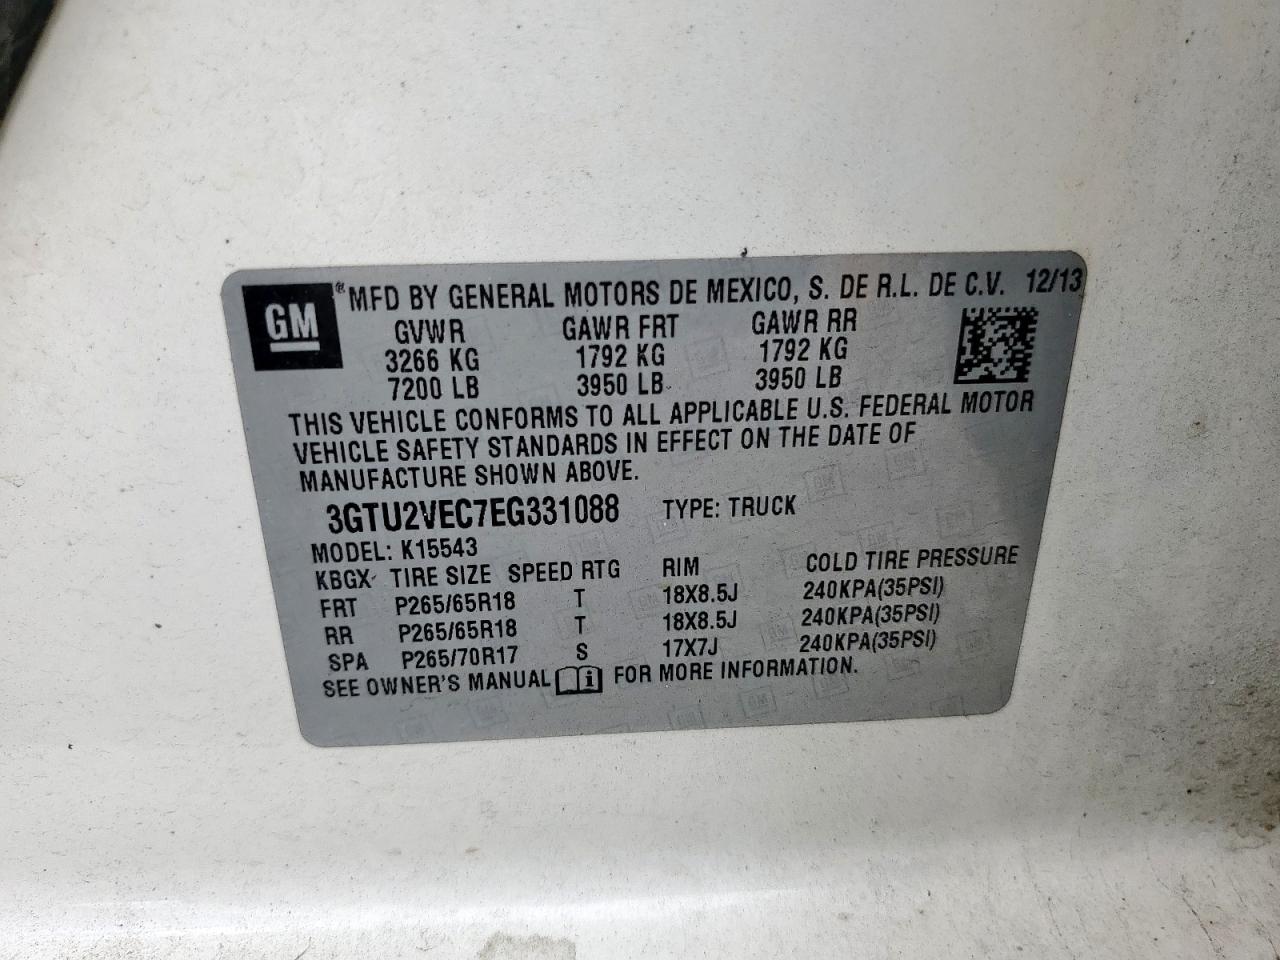 GM ® MFD BY GENERAL MOTORS DE MEXICO, S. DE R.L. DE C.V. 12/13
GVWR GAWR FRT GAWR RR
3266 KG 1792 KG 1792 KG
7200 LB 3950 LB 3950 LB
THIS VEHICLE CONFORMS TO ALL APPLICABLE U.S. FEDERAL MOTOR
VEHICLE SAFETY STANDARDS IN EFFECT ON THE DATE OF
MANUFACTURE SHOWN ABOVE.
3GTU2VEC7EG331088 TYPE: TRUCK
MODEL: K15543
KBGX TIRE SIZE SPEED RTG RIM COLD TIRE PRESSURE
FRT P265/65R18 T 18X8.5J 240KPA(35PSI)
RR P265/65R18 T 18X8.5J 240KPA(35PSI)
SPA P265/70R17 S 17X7J 240KPA(35PSI)
SEE OWNER'S MANUAL i FOR MORE INFORMATION.